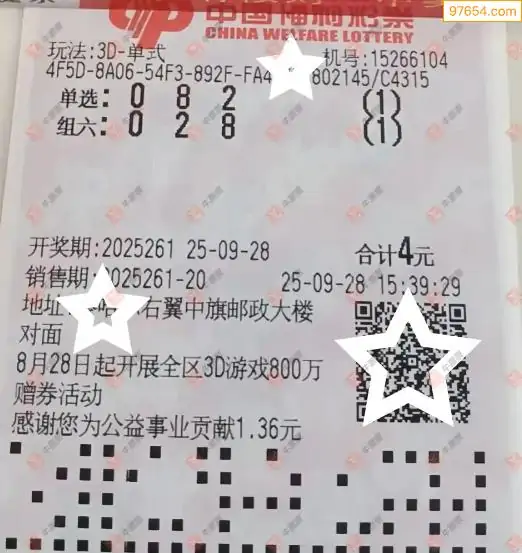 97654.com
中国福利彩票
CHINA WELFARE LOTTERY
玩法:3D-单式 机号:15266104
4F5D-8A06-54F3-892F-FA4 802145/C4315
单选: 0 8 2 (1)
组六: 0 2 8 (1)
开奖期:2025261 25-09-28 合计4元
销售期:2025261-20 25-09-28 15:39:29
地址 右翼中旗邮政大楼
对面
8月28日起开展全区3D游戏800万
赠券活动
感谢您为公益事业贡献1.36元